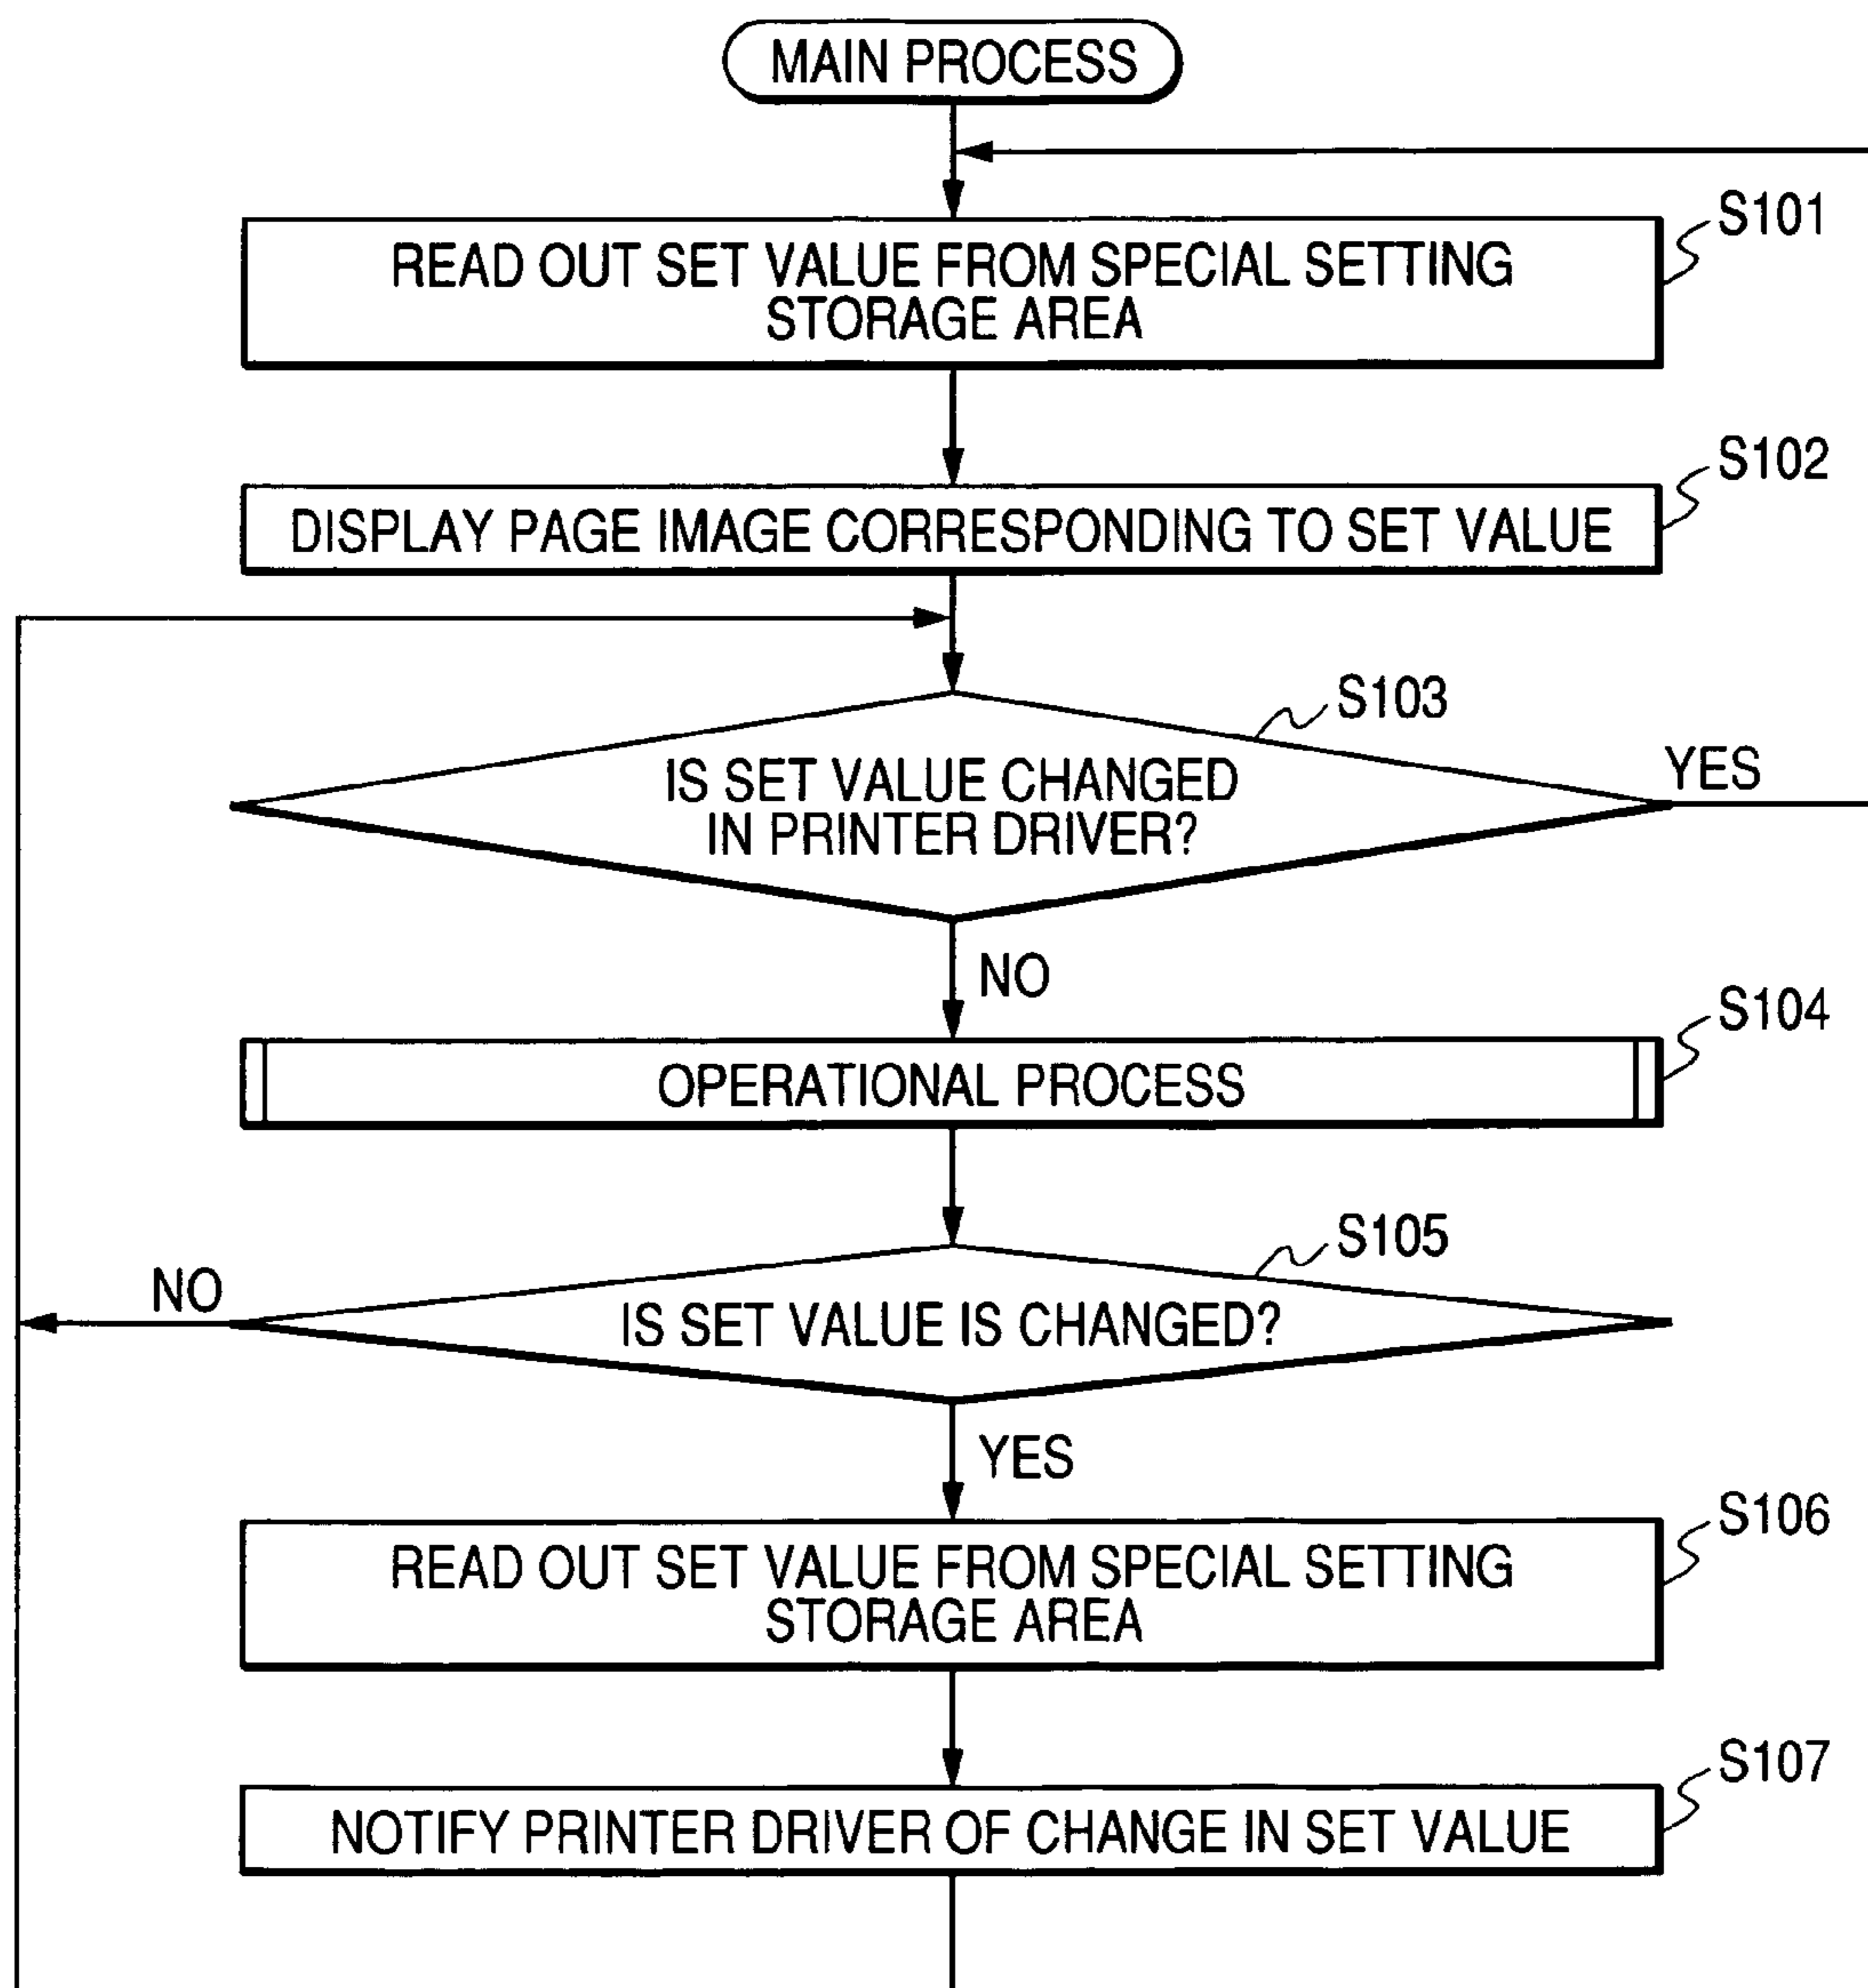 MAIN PROCESS
S101
READ OUT SET VALUE FROM SPECIAL SETTING
STORAGE AREA
S102
DISPLAY PAGE IMAGE CORRESPONDING TO SET VALUE
S103
IS SET VALUE CHANGED
IN PRINTER DRIVER?
YES
NO
S104
OPERATIONAL PROCESS
S105
IS SET VALUE IS CHANGED?
NO
YES
S106
READ OUT SET VALUE FROM SPECIAL SETTING
STORAGE AREA
S107
NOTIFY PRINTER DRIVER OF CHANGE IN SET VALUE